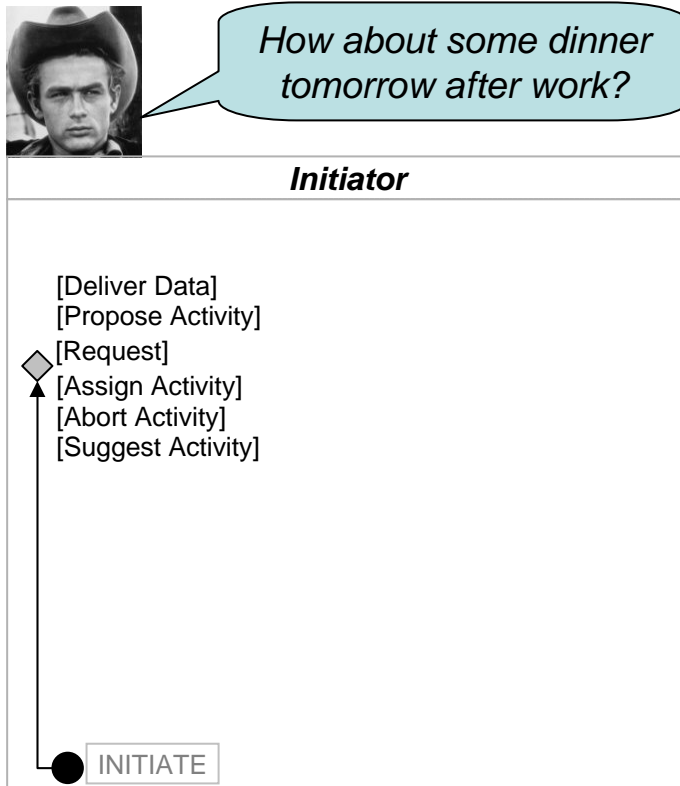 How about some dinner
tomorrow after work?
Initiator
[Deliver Data]
[Propose Activity]
[Request]
[Assign Activity]
[Abort Activity]
[Suggest Activity]
INITIATE